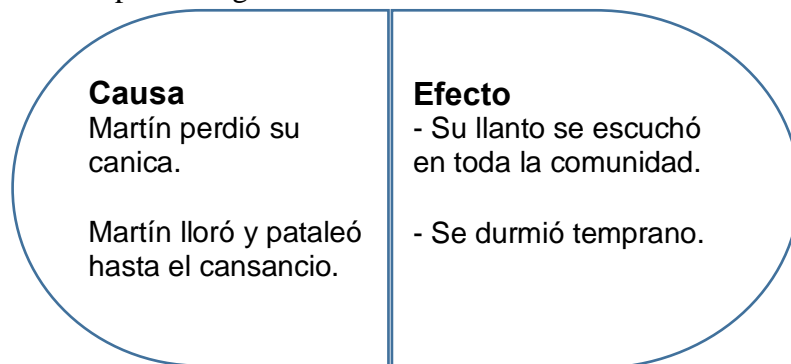 Causa
Martín perdió su
canica.
Martín lloró y pataleó
hasta el cansancio.
Efecto
- Su llanto se escuchó
en toda la comunidad.
- Se durmió temprano.